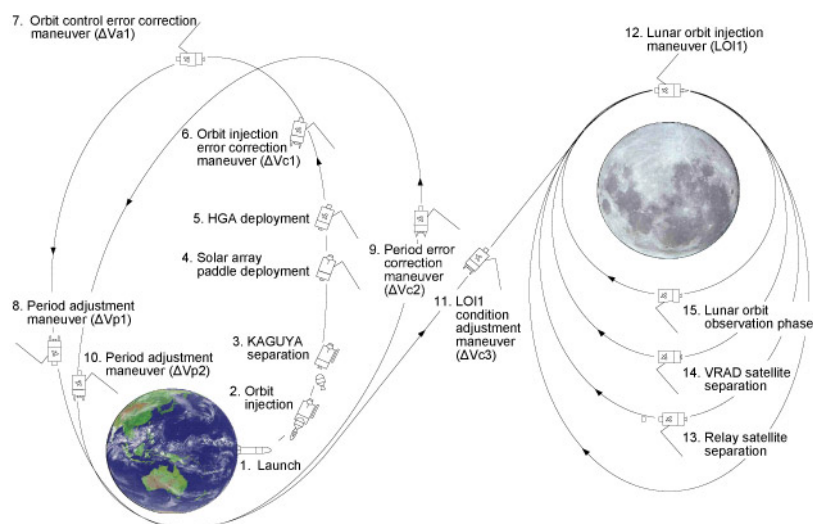 7. Orbit control error correction
maneuver (ΔVa1)
12. Lunar orbit injection
maneuver (LOI1)
6. Orbit injection
error correction
maneuver (ΔVc1)
5. HGA deployment
4. Solar array
paddle deployment
9. Period error
correction
maneuver
(ΔVc2)
11. LOI1
condition
adjustment
maneuver
(ΔVc3)
8. Period adjustment
maneuver (ΔVp1)
10. Period adjustment
maneuver (ΔVp2)
3. KAGUYA
separation
2. Orbit
injection
1. Launch
15. Lunar orbit
observation phase
14. VRAD satellite
separation
13. Relay satellite
separation